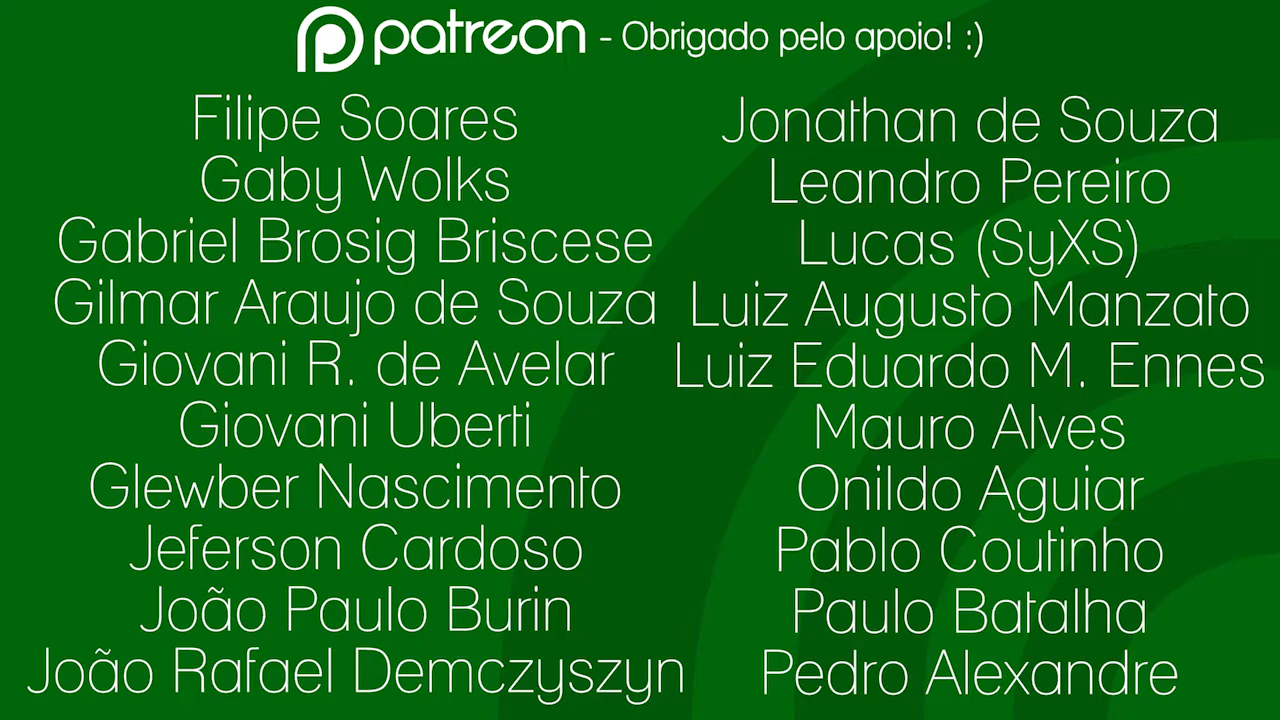 patreon - Obrigado pelo apoio! :)
Filipe Soares
Gaby Wolks
Gabriel Brosig Briscese
Gilmar Araujo de Souza
Giovani R. de Avelar
Giovani Uberti
Glewber Nascimento
Jeferson Cardoso
João Paulo Burin
João Rafael Demczyszyn
Jonathan de Souza
Leandro Pereiro
Lucas (SyXS)
Luiz Augusto Manzato
Luiz Eduardo M. Ennes
Mauro Alves
Onildo Aguiar
Pablo Coutinho
Paulo Batalha
Pedro Alexandre